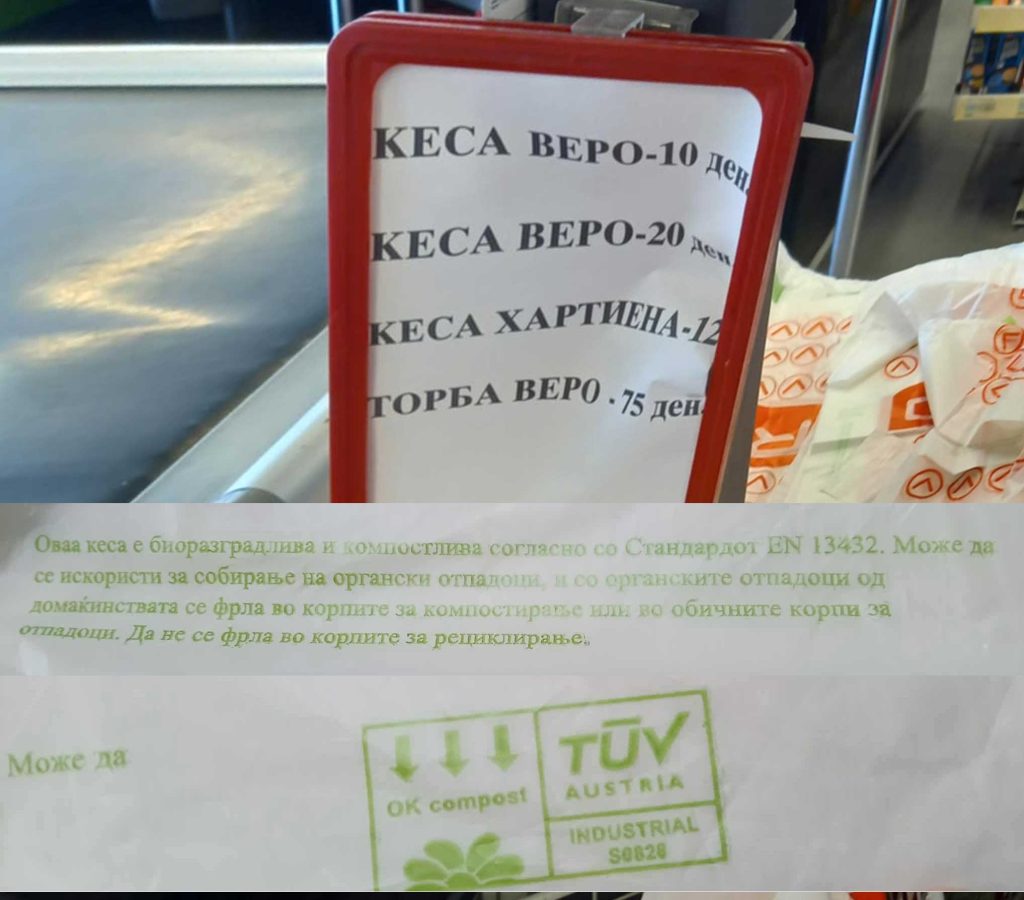 КЕСА ВЕРО-10 ден.
КЕСА ВЕРО-20 ден
КЕСА ХАРТИЕНА-12
ТОРБА ВЕРО - 75 ден.
Оваа кеса е биоразградлива и компостлива согласно со Стандардот EN 13432. Може да
се искористи за собирање на органски отпадоци, и со органските отпадоци од
домаќинствата се фрла во корпите за компостирање или во обичните корпи за
отпадоци. Да не се фрла во корпите за рециклирање.
Може да
OK compost
TÜV
AUSTRIA
INDUSTRIAL
S0828